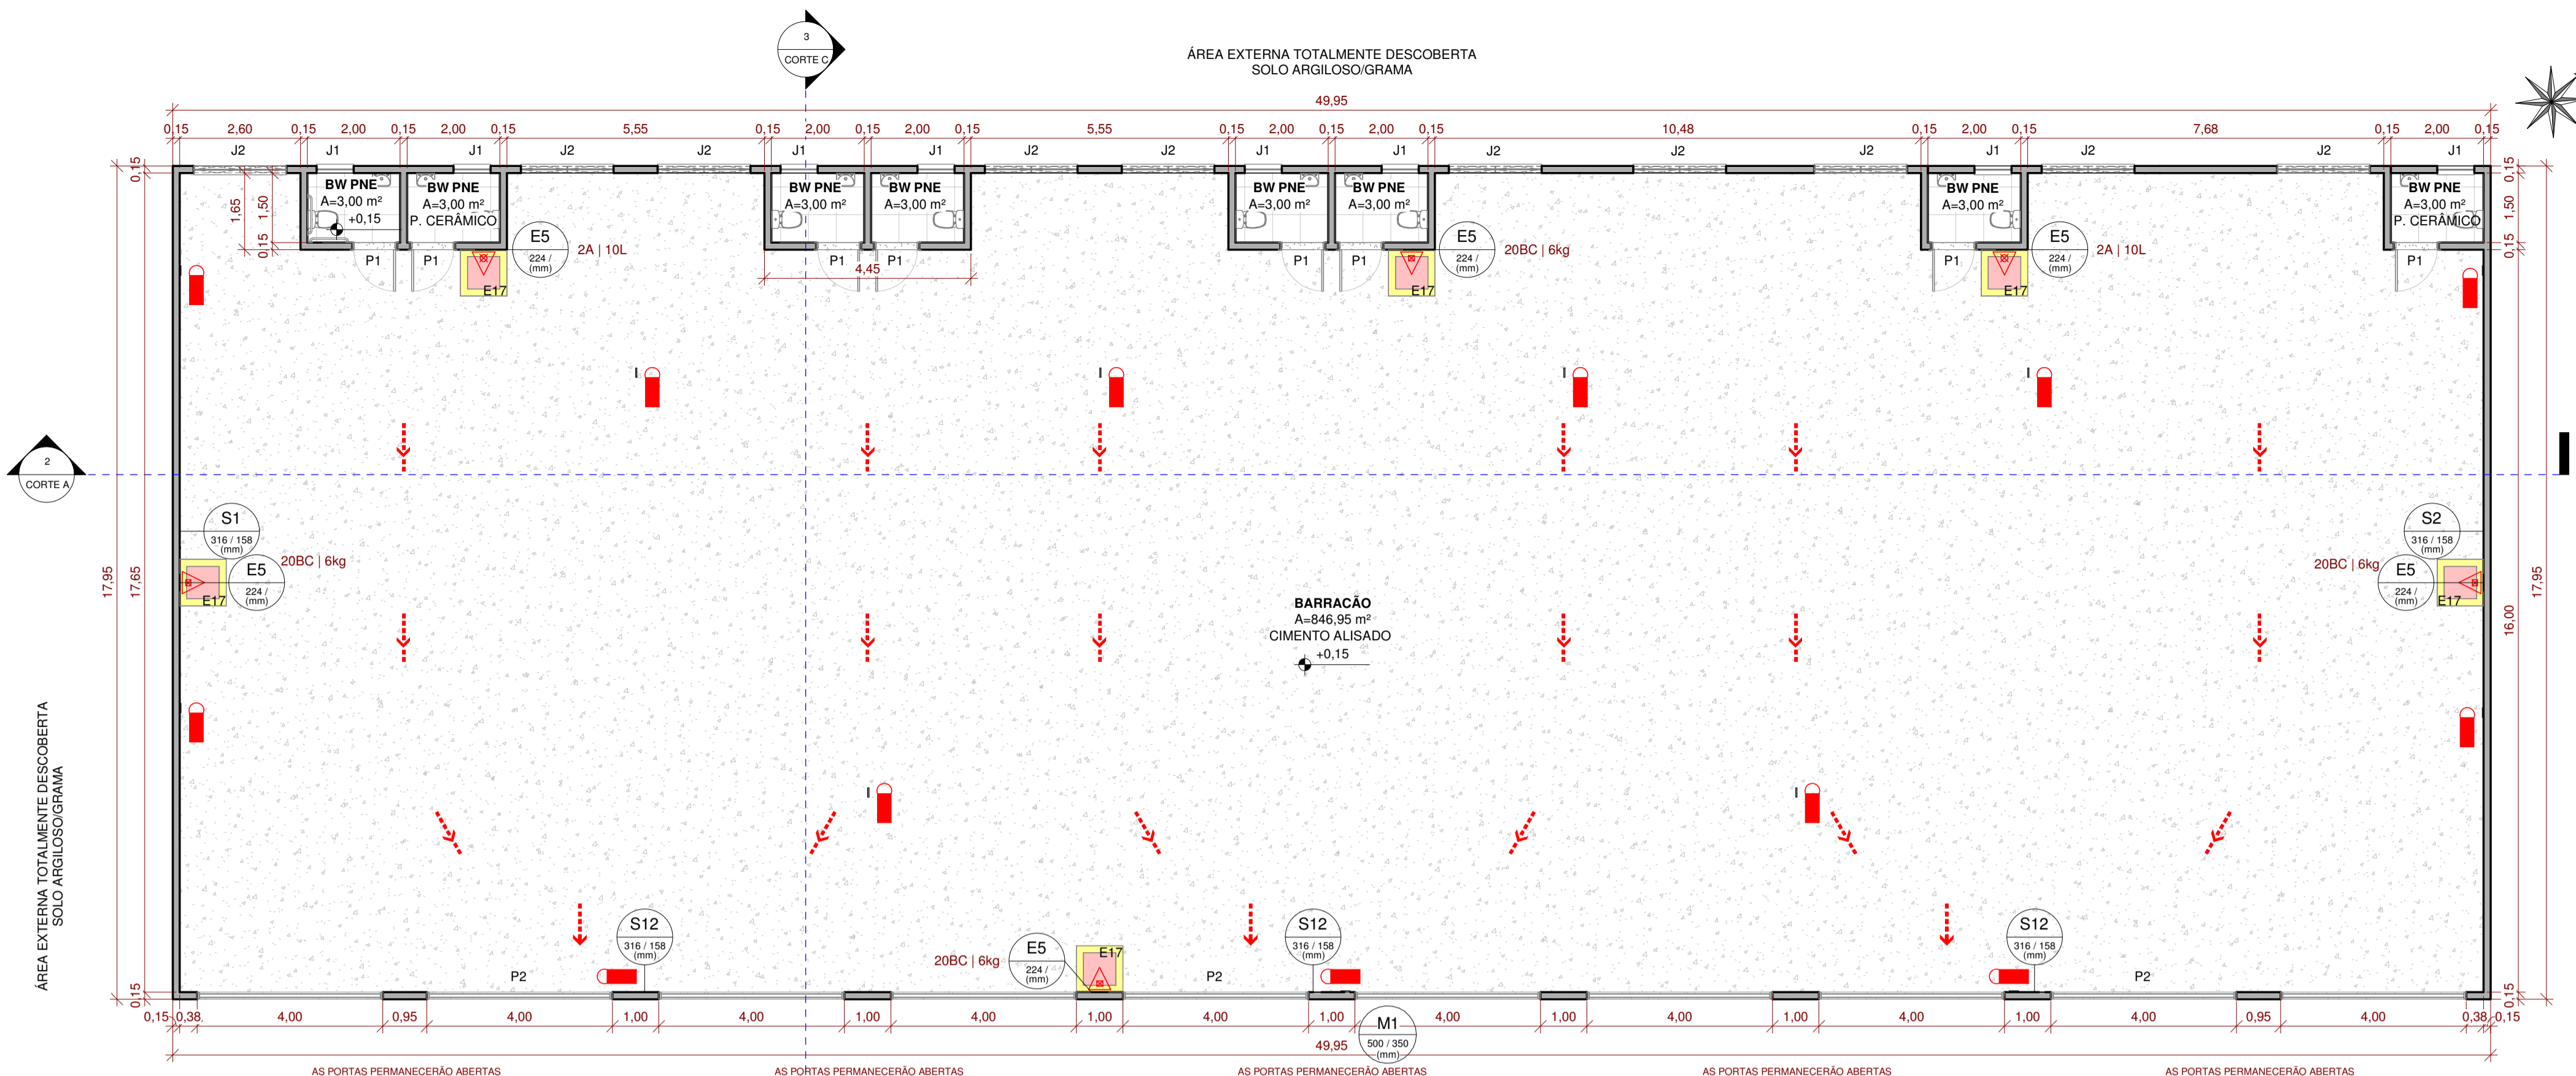 3
CORTE C
ÁREA EXTERNA TOTALMENTE DESCOBERTA
SOLO ARGILOSO/GRAMA
49,95
0,15 2,60 0,15 2,00 0,15 2,00 0,15 5,55 0,15 2,00 0,15 2,00 0,15 5,55 0,15 2,00 0,15 2,00 0,15 10,48 0,15 2,00 0,15 7,68 0,15 2,00 0,15
J2 J1 J1 J2 J2 J1 J1 J2 J2 J1 J1 J2 J2 J2 J1 J2 J2 J1
0,15
0,15
BW PNE
A=3,00 m²
+0,15
BW PNE
A=3,00 m²
P. CERÂMICO
BW PNE
A=3,00 m²
BW PNE
A=3,00 m²
BW PNE
A=3,00 m²
BW PNE
A=3,00 m²
BW PNE
A=3,00 m²
BW PNE
A=3,00 m²
P. CERÂMICO
1,65
1,50
0,15
1,50
0,15
P1 P1 P1 P1 P1 P1 P1 P1
4,45
E5
224 /
(mm)
2A | 10L
E17
E5
224 /
(mm)
20BC | 6kg
E17
E5
224 /
(mm)
2A | 10L
E17
2
CORTE A
S1
316 / 158
(mm)
E5
224 /
(mm)
20BC | 6kg
E17
S2
316 / 158
(mm)
20BC | 6kg
E5
224 /
(mm)
E17
17,95
17,65
16,00
17,95
BARRACÃO
A=846,95 m²
CIMENTO ALISADO
+0,15
ÁREA EXTERNA TOTALMENTE DESCOBERTA
SOLO ARGILOSO/GRAMA
S12
316 / 158
(mm)
20BC | 6kg
E5
224 /
(mm)
E17
S12
316 / 158
(mm)
S12
316 / 158
(mm)
P2 P2 P2
0,15
0,15
0,15 0,38 4,00 0,95 4,00 1,00 4,00 1,00 4,00 1,00 4,00 1,00 4,00 1,00 4,00 1,00 4,00 1,00 4,00 0,95 4,00 0,38 0,15
M1
500 / 350
(mm)
49,95
AS PORTAS PERMANECERÃO ABERTAS
AS PORTAS PERMANECERÃO ABERTAS
AS PORTAS PERMANECERÃO ABERTAS
AS PORTAS PERMANECERÃO ABERTAS
AS PORTAS PERMANECERÃO ABERTAS